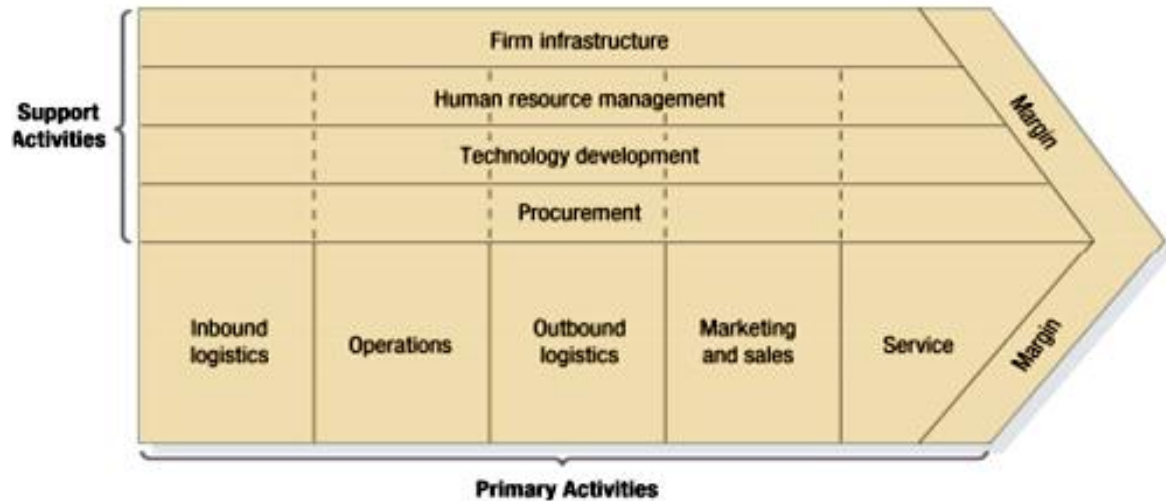 Firm infrastructure
Human resource management
Technology development
Procurement
Support
Activities
Margin
Inbound
logistics
Operations
Outbound
logistics
Marketing
and sales
Service
Margin
Primary Activities